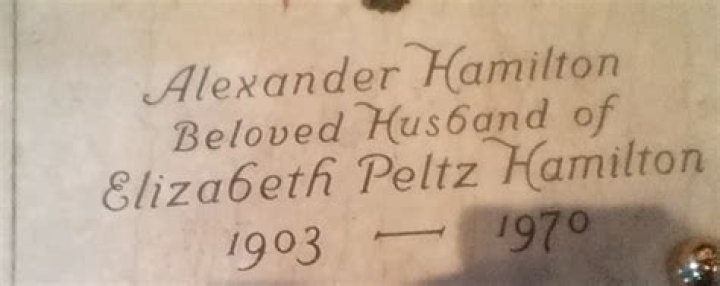 Alexander Hamilton
Beloved Husband of
Elizabeth Peltz Hamilton
1903 — 1970